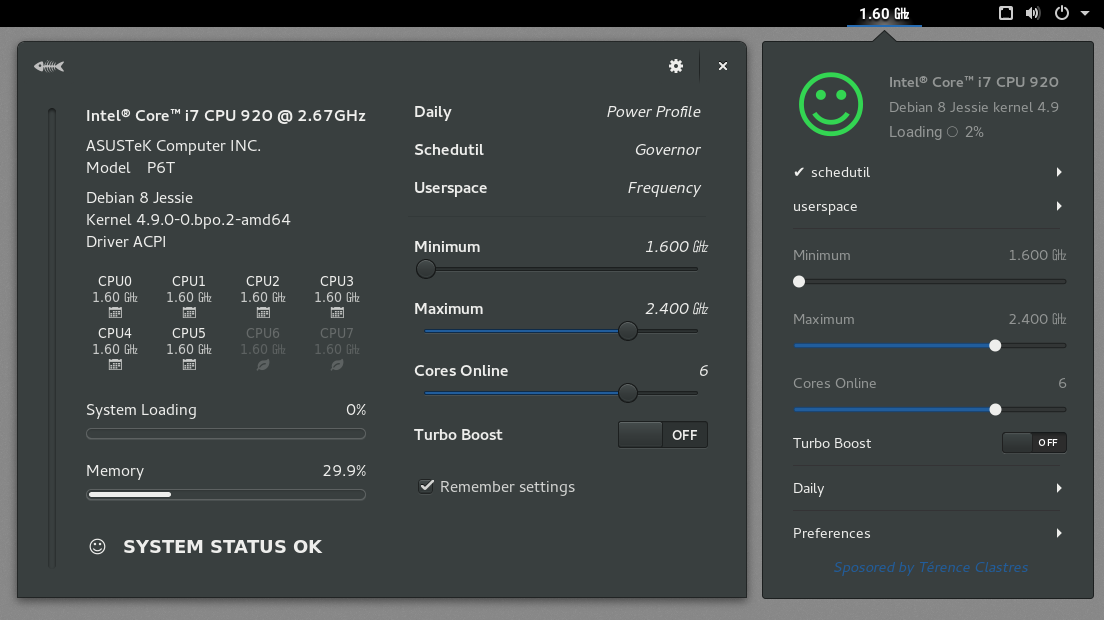 1.60 GHz
Intel® Core™ i7 CPU 920 @ 2.67GHz
ASUSTeK Computer INC.
Model P6T
Debian 8 Jessie
Kernel 4.9.0-0.bpo.2-amd64
Driver ACPI
CPU0 CPU1 CPU2 CPU3
1.60 GHz 1.60 GHz 1.60 GHz 1.60 GHz
CPU4 CPU5 CPU6 CPU7
1.60 GHz 1.60 GHz 1.60 GHz 1.60 GHz
System Loading 0%
Memory 29.9%
SYSTEM STATUS OK
Daily Power Profile
Schedutil Governor
Userspace Frequency
Minimum 1.600 GHz
Maximum 2.400 GHz
Cores Online 6
Turbo Boost OFF
Remember settings
Intel® Core™ i7 CPU 920
Debian 8 Jessie kernel 4.9
Loading 2%
✔ schedutil
userspace
Minimum 1.600 GHz
Maximum 2.400 GHz
Cores Online 6
Turbo Boost OFF
Daily
Preferences
Sposored by Térence Clastres